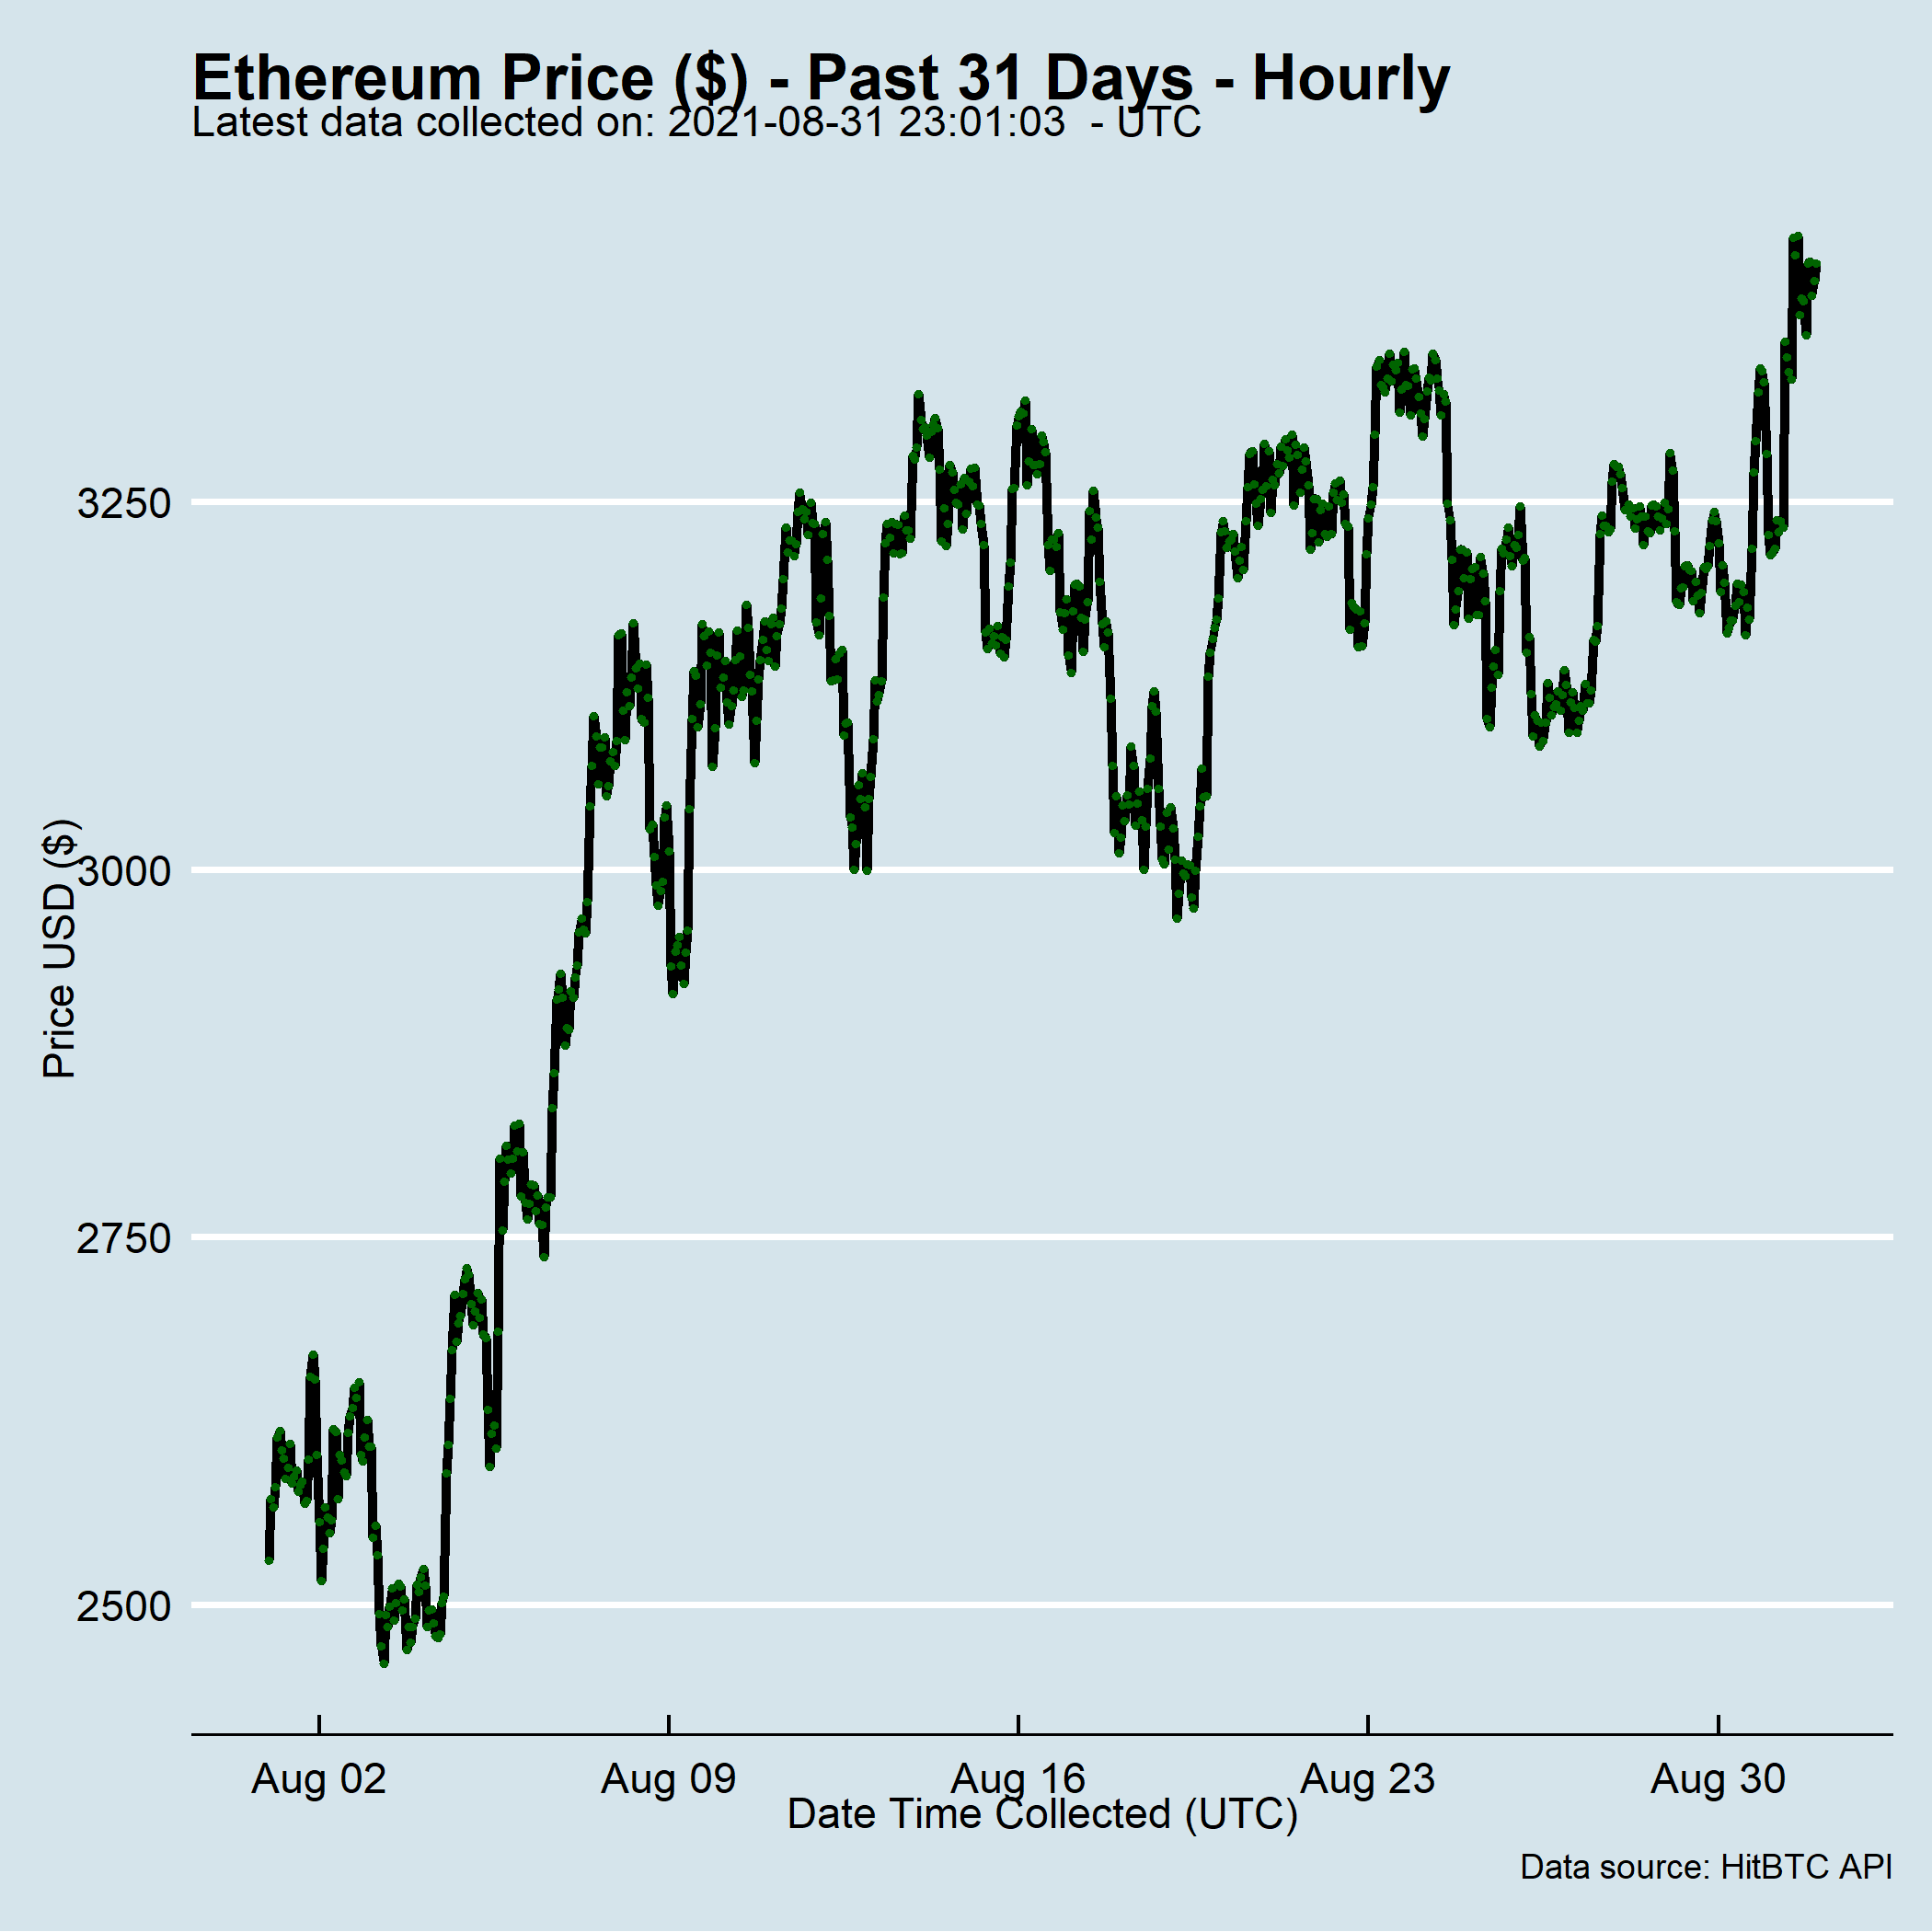 Ethereum Price ($) - Past 31 Days - Hourly
Latest data collected on: 2021-08-31 23:01:03  - UTC
3250
3000
2750
2500
Price USD ($)
Aug 02 Aug 09 Aug 16 Aug 23 Aug 30
Date Time Collected (UTC)
Data source: HitBTC API